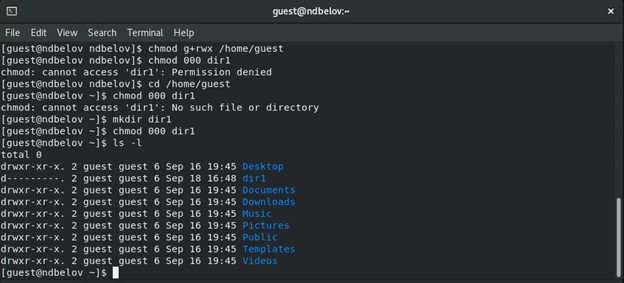 guest@ndbelov:~
File Edit View Search Terminal Help
[guest@ndbelov ndbelov]$ chmod g+rwx /home/guest
[guest@ndbelov ndbelov]$ chmod 000 dir1
chmod: cannot access 'dir1': Permission denied
[guest@ndbelov ndbelov]$ cd /home/guest
[guest@ndbelov ~]$ chmod 000 dir1
chmod: cannot access 'dir1': No such file or directory
[guest@ndbelov ~]$ mkdir dir1
[guest@ndbelov ~]$ chmod 000 dir1
[guest@ndbelov ~]$ ls -l
total 0
drwxr-xr-x. 2 guest guest 6 Sep 16 19:45 Desktop
d---------. 2 guest guest 6 Sep 18 16:48 dir1
drwxr-xr-x. 2 guest guest 6 Sep 16 19:45 Documents
drwxr-xr-x. 2 guest guest 6 Sep 16 19:45 Downloads
drwxr-xr-x. 2 guest guest 6 Sep 16 19:45 Music
drwxr-xr-x. 2 guest guest 6 Sep 16 19:45 Pictures
drwxr-xr-x. 2 guest guest 6 Sep 16 19:45 Public
drwxr-xr-x. 2 guest guest 6 Sep 16 19:45 Templates
drwxr-xr-x. 2 guest guest 6 Sep 16 19:45 Videos
[guest@ndbelov ~]$